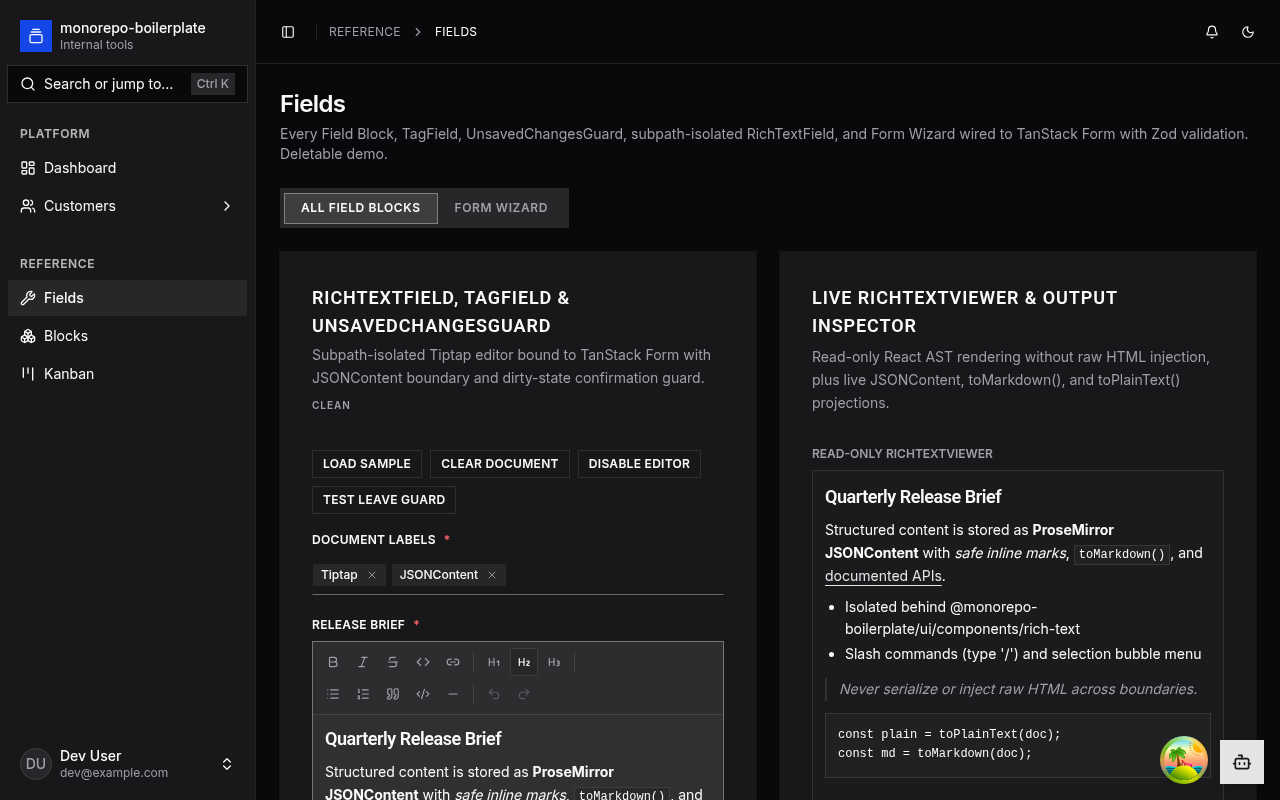 monorepo-boilerplate
Internal tools
Search or jump to...
Ctrl K
PLATFORM
Dashboard
Customers
REFERENCE
Fields
Blocks
Kanban
DU
Dev User
dev@example.com
REFERENCE
FIELDS
Fields
Every Field Block, TagField, UnsavedChangesGuard, subpath-isolated RichTextField, and Form Wizard wired to TanStack Form with Zod validation.
Deletable demo.
ALL FIELD BLOCKS
FORM WIZARD
RICHTEXTFIELD, TAGFIELD &
UNSAVEDCHANGESGUARD
Subpath-isolated Tiptap editor bound to TanStack Form with
JSONContent boundary and dirty-state confirmation guard.
CLEAN
LOAD SAMPLE
CLEAR DOCUMENT
DISABLE EDITOR
TEST LEAVE GUARD
DOCUMENT LABELS *
Tiptap
JSONContent
RELEASE BRIEF *
H1
H2
H3
Quarterly Release Brief
Structured content is stored as ProseMirror
JSONContent with safe inline marks, toMarkdown(), and
LIVE RICHTEXTVIEWER & OUTPUT
INSPECTOR
Read-only React AST rendering without raw HTML injection,
plus live JSONContent, toMarkdown(), and toPlainText()
projections.
READ-ONLY RICHTEXTVIEWER
Quarterly Release Brief
Structured content is stored as ProseMirror
JSONContent with safe inline marks, toMarkdown(), and
documented APIs.
Isolated behind @monorepo-
boilerplate/ui/components/rich-text
Slash commands (type '/') and selection bubble menu
Never serialize or inject raw HTML across boundaries.
const plain = toPlainText(doc);
const md = toMarkdown(doc);